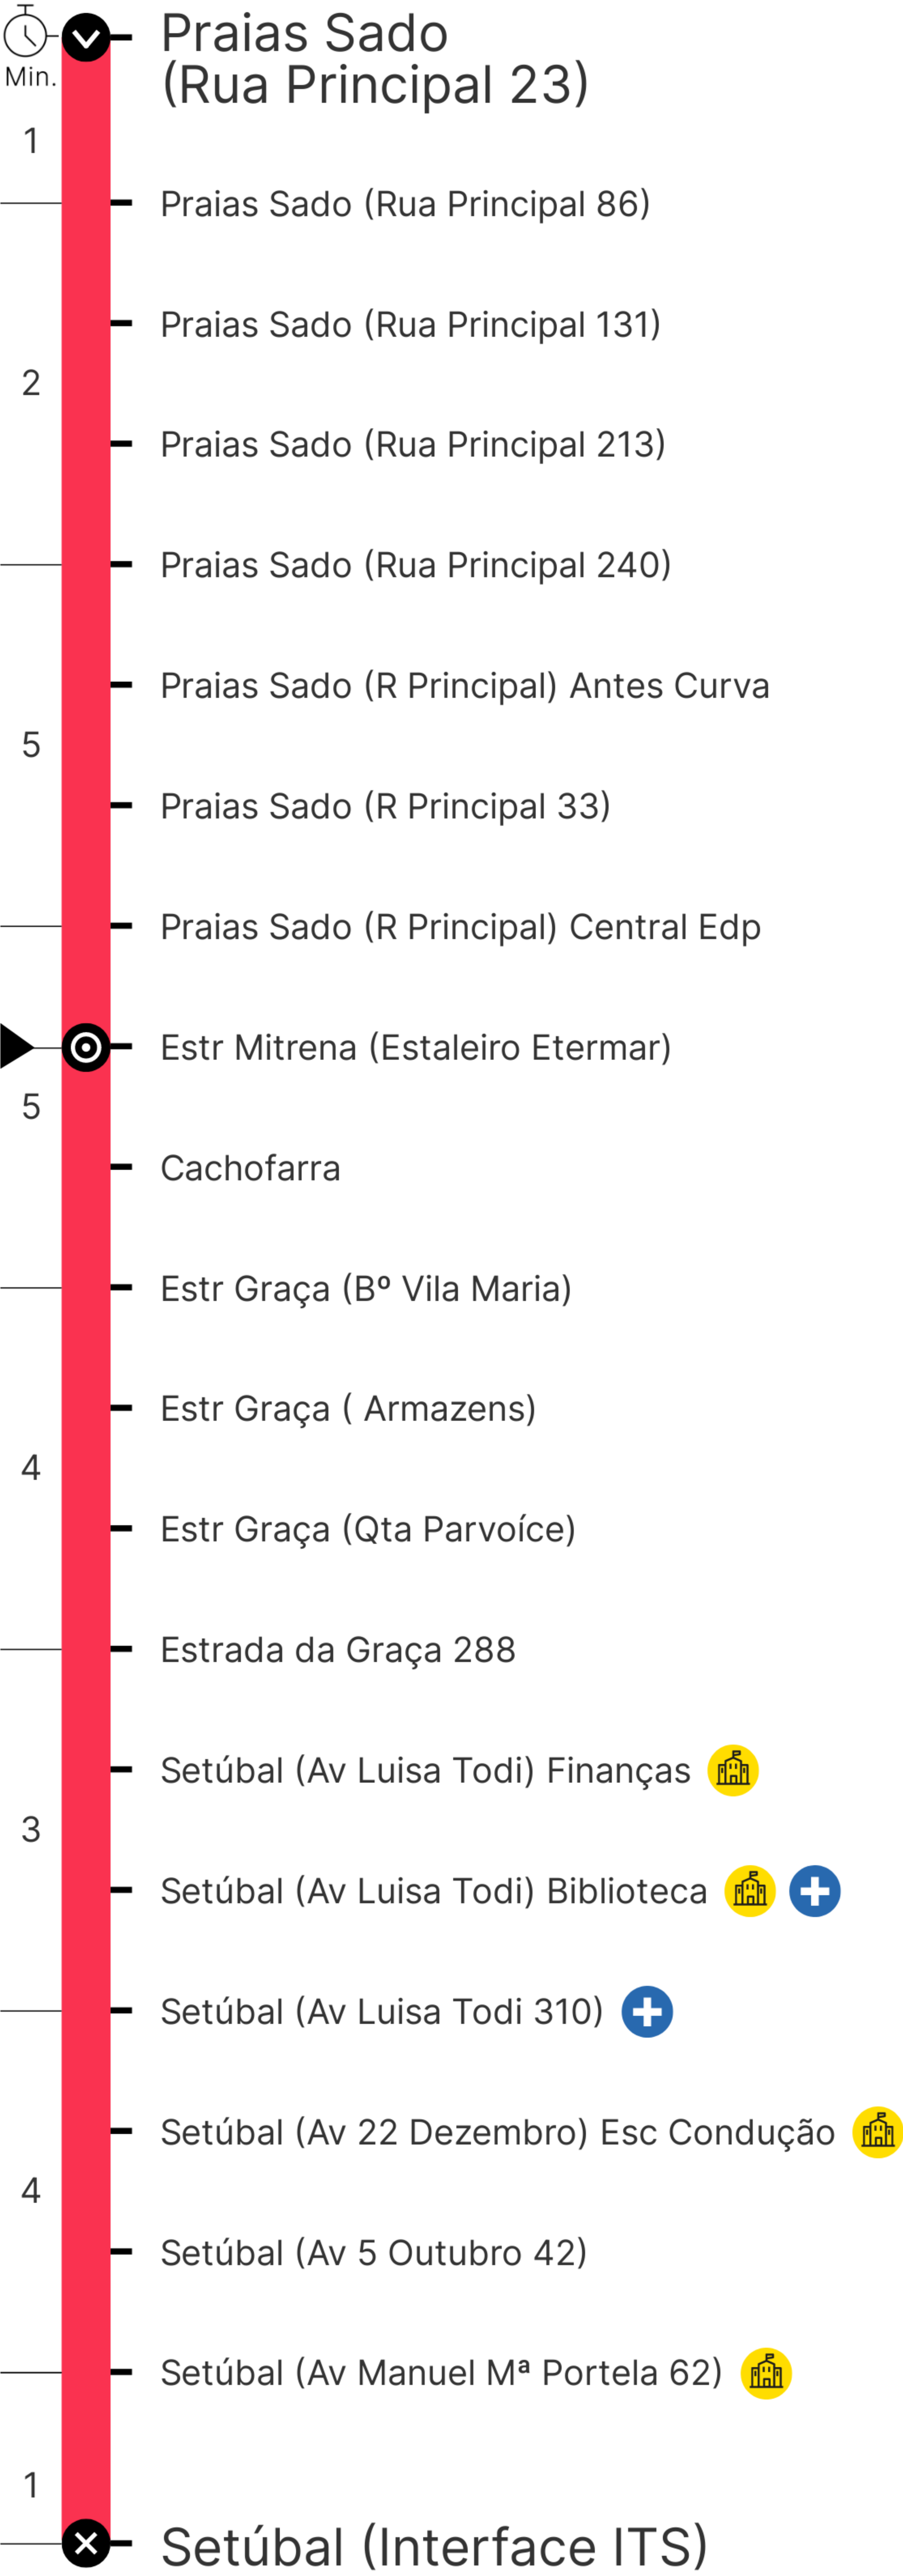 Praias Sado
(Rua Principal 23)
Min.
1
Praias Sado (Rua Principal 86)
Praias Sado (Rua Principal 131)
2
Praias Sado (Rua Principal 213)
Praias Sado (Rua Principal 240)
Praias Sado (R Principal) Antes Curva
5
Praias Sado (R Principal 33)
Praias Sado (R Principal) Central Edp
Estr Mitrena (Estaleiro Etermar)
5
Cachofarra
Estr Graça (Bº Vila Maria)
Estr Graça ( Armazens)
4
Estr Graça (Qta Parvoíce)
Estrada da Graça 288
Setúbal (Av Luisa Todi) Finanças
3
Setúbal (Av Luisa Todi) Biblioteca
Setúbal (Av Luisa Todi 310)
Setúbal (Av 22 Dezembro) Esc Condução
4
Setúbal (Av 5 Outubro 42)
Setúbal (Av Manuel Mª Portela 62)
1
Setúbal (Interface ITS)